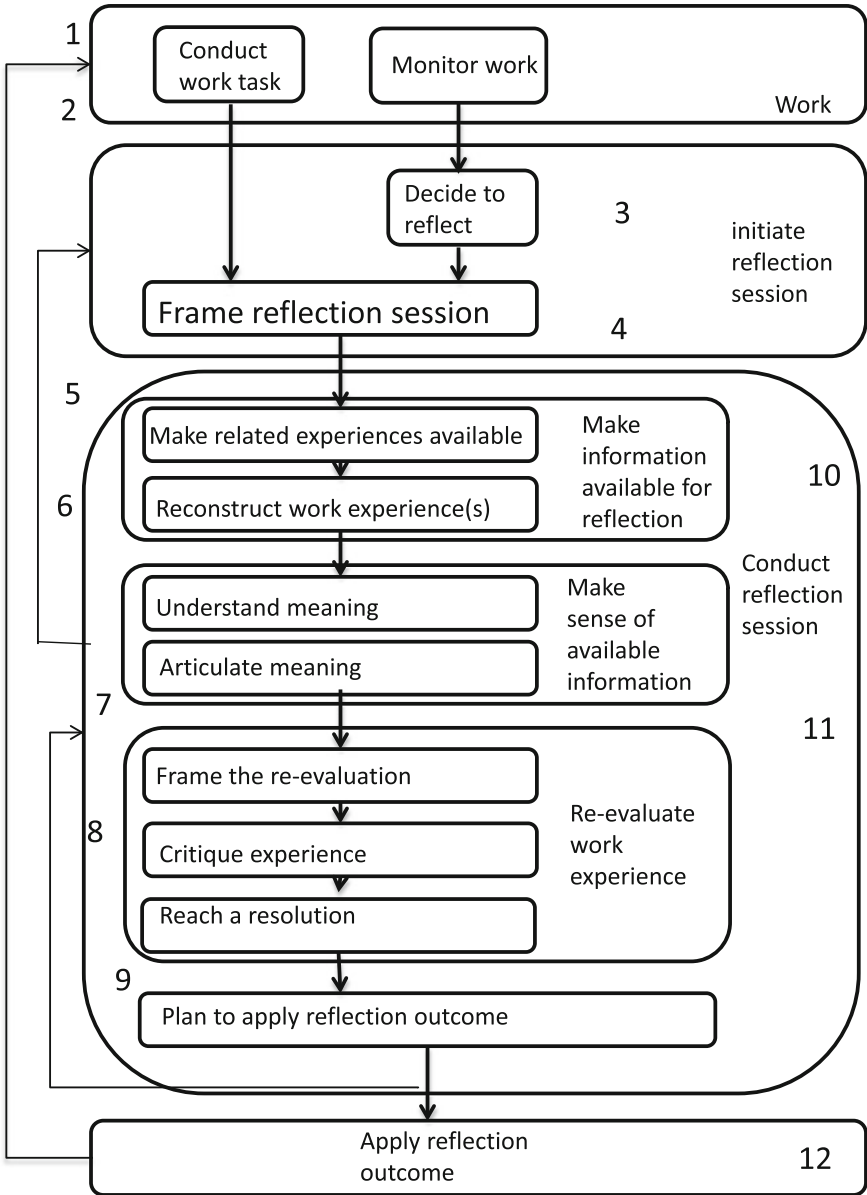 1
Conduct
work task
Monitor work
2
Work
Decide to
reflect
3
initiate
reflection
session
Frame reflection session
4
5
Make related experiences available
Make
information
available for
reflection
10
6
Reconstruct work experience(s)
Conduct
reflection
session
Understand meaning
Make
sense of
available
information
Articulate meaning
7
11
Frame the re-evaluation
8
Critique experience
Re-evaluate
work
experience
Reach a resolution
9
Plan to apply reflection outcome
Apply reflection
outcome
12